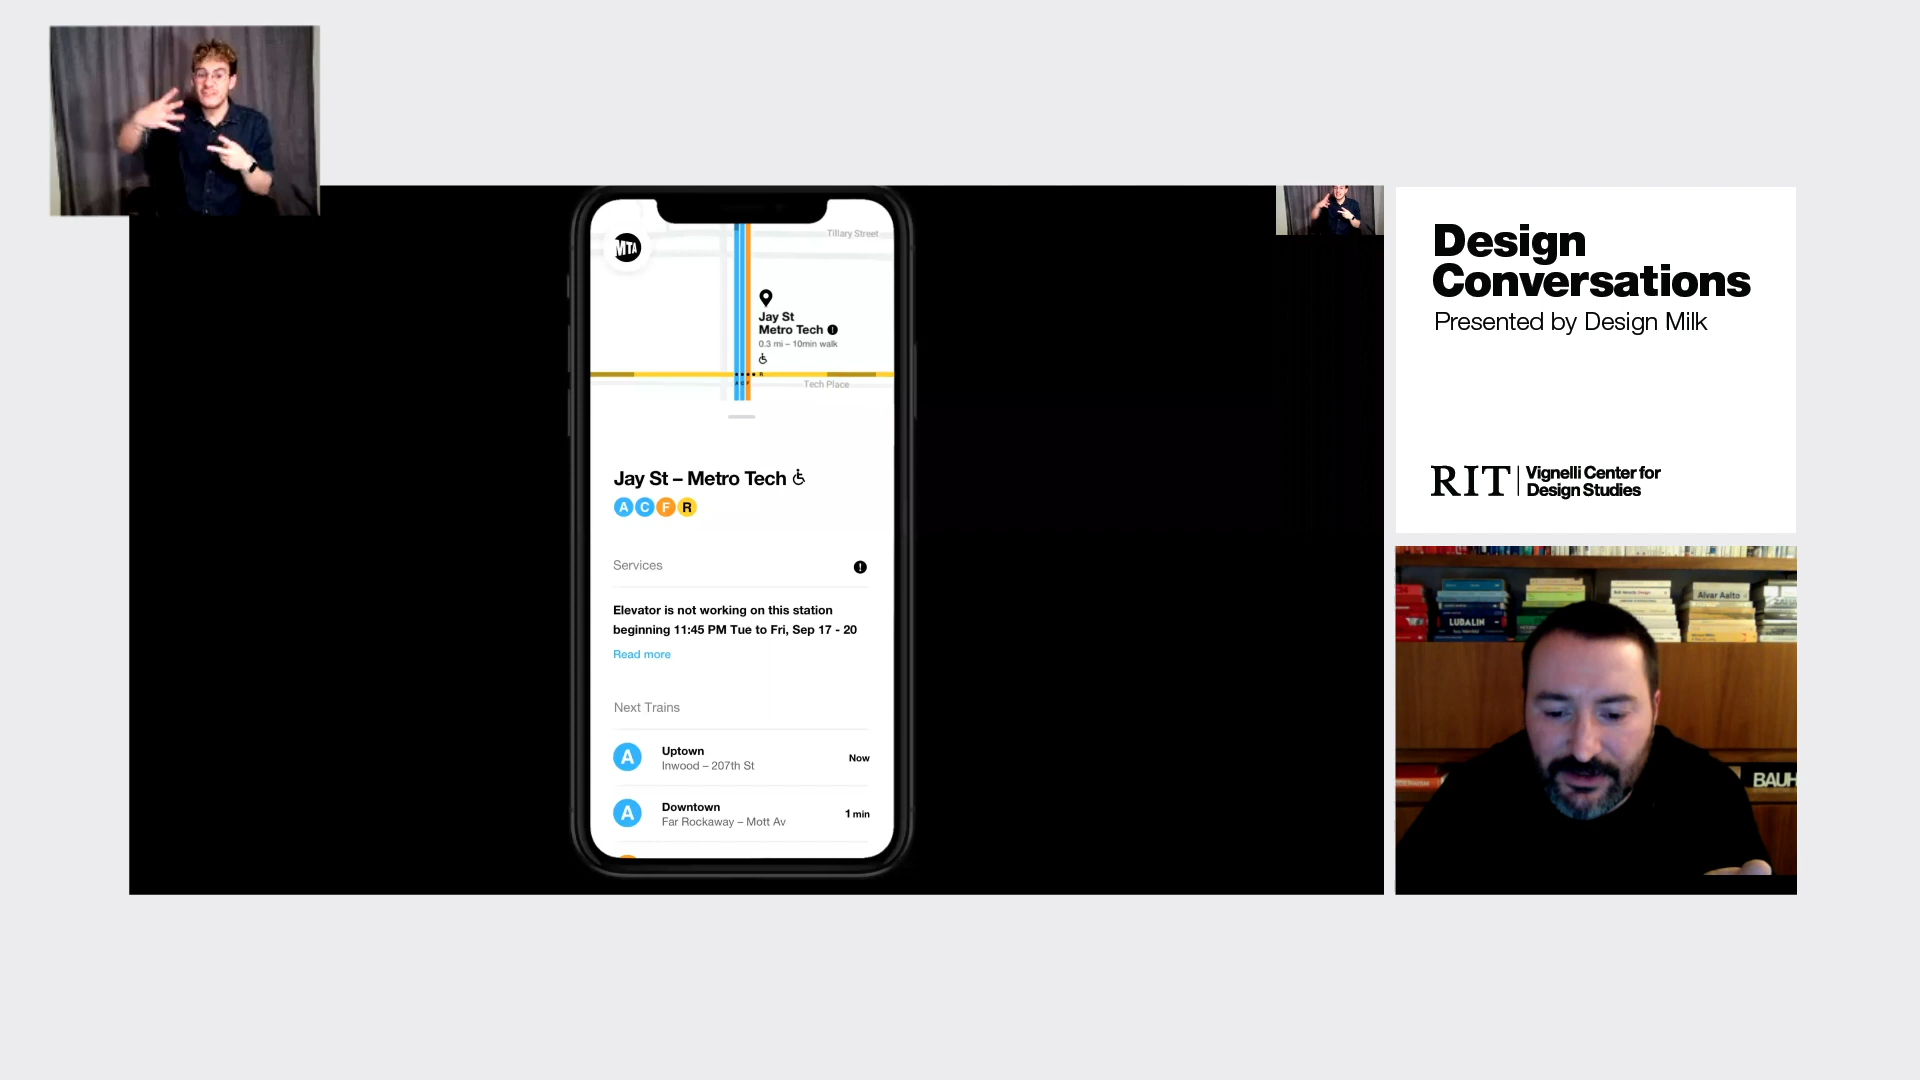 MTA
Tillary Street
Jay St
Metro Tech !
0.3 mi – 10min walk
R
A C F
Tech Place
Jay St – Metro Tech
A C F R
Services !
Elevator is not working on this station
beginning 11:45 PM Tue to Fri, Sep 17 - 20
Read more
Next Trains
A Uptown Now
Inwood – 207th St
A Downtown 1 min
Far Rockaway – Mott Av
Design
Conversations
Presented by Design Milk
RIT
Vignelli Center for
Design Studies
Alvar Aalto
LUBALIN
BAUH